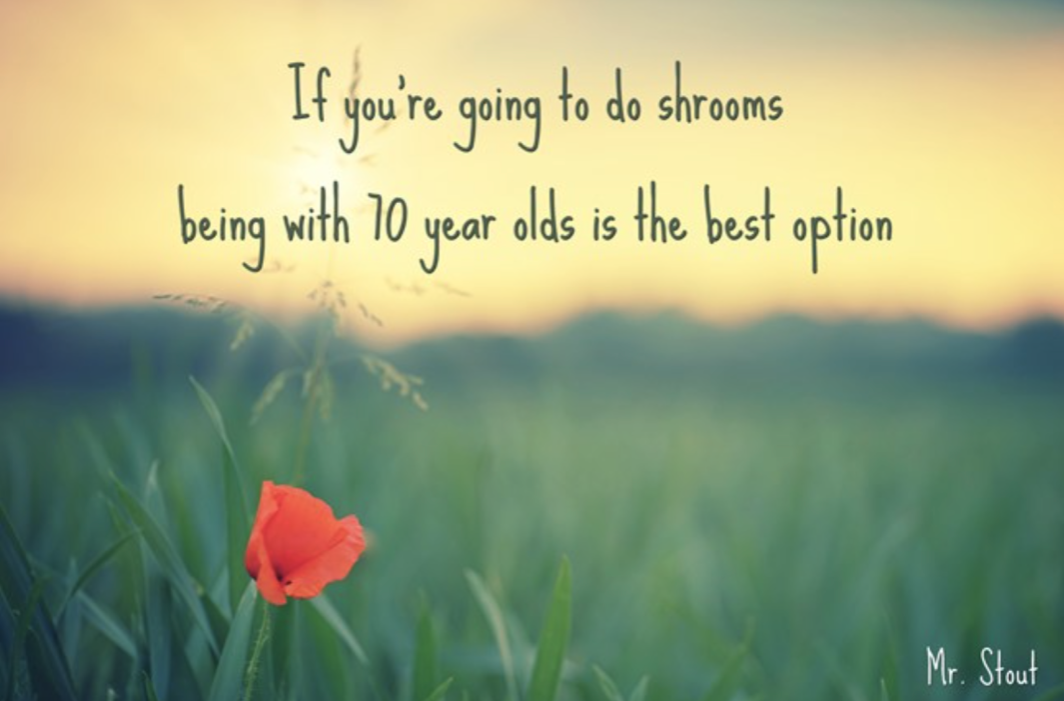 If you're going to do shrooms
being with 70 year olds is the best option
Mr. Stout